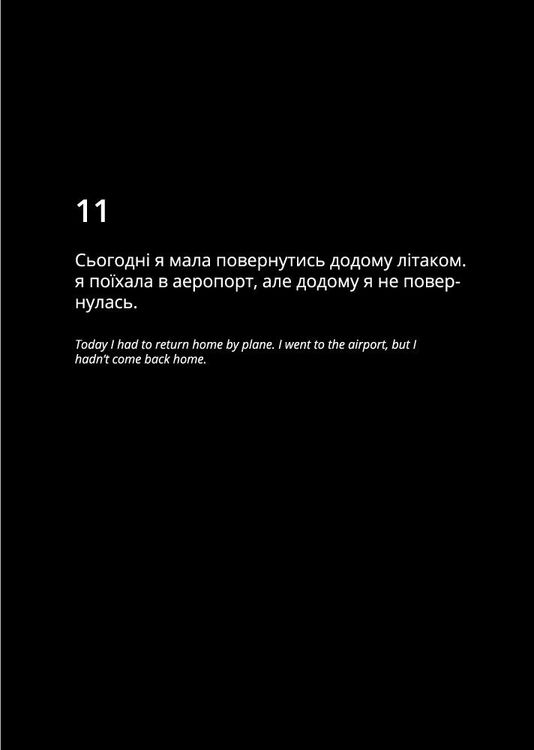 11
Сьогодні я мала повернутись додому літаком.
я поїхала в аеропорт, але додому я не повер-
нулась.
Today I had to return home by plane. I went to the airport, but I
hadn't come back home.